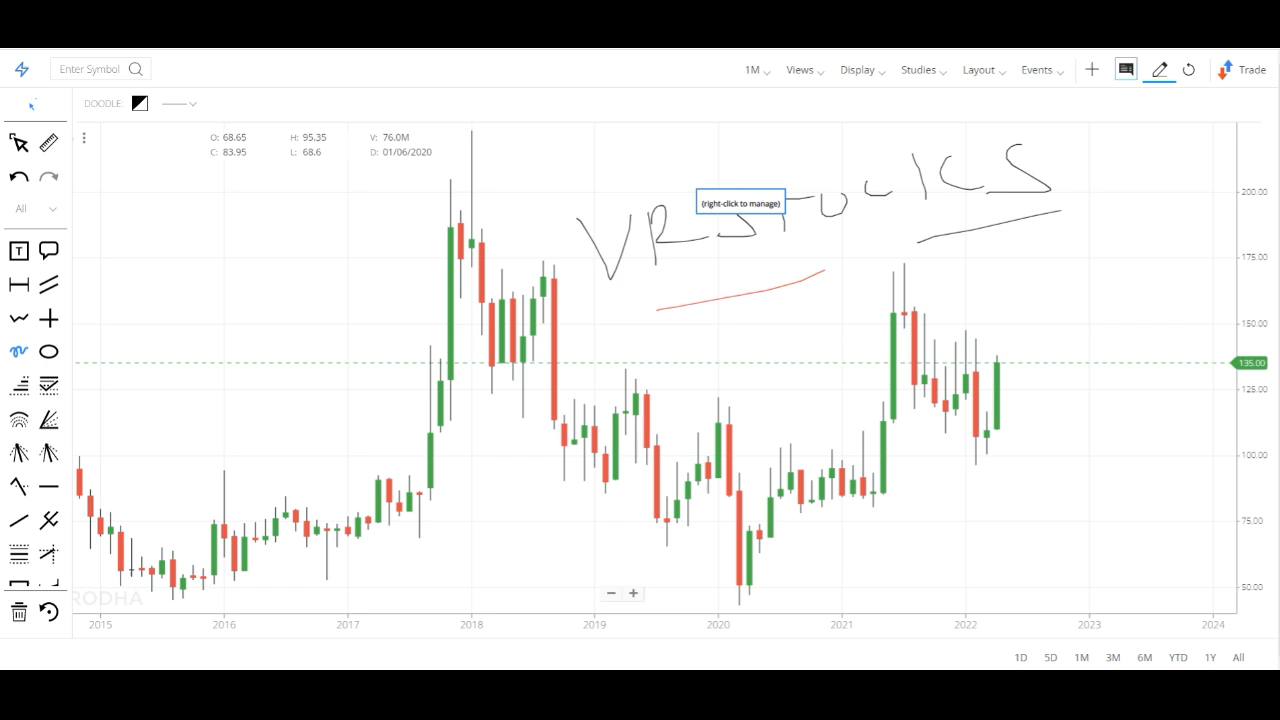 Enter Symbol
1M Views Display Studies Layout Events Trade
DOODLE:
O: 68.65 H: 95.35 V: 76.0M
C: 83.95 L: 68.6 D: 01/06/2020
All
T
(right-click to manage)
VR STOCKS
200.00
175.00
150.00
135.00
125.00
100.00
75.00
50.00
RODHA
2015 2016 2017 2018 2019 2020 2021 2022 2023 2024
1D 5D 1M 3M 6M YTD 1Y All